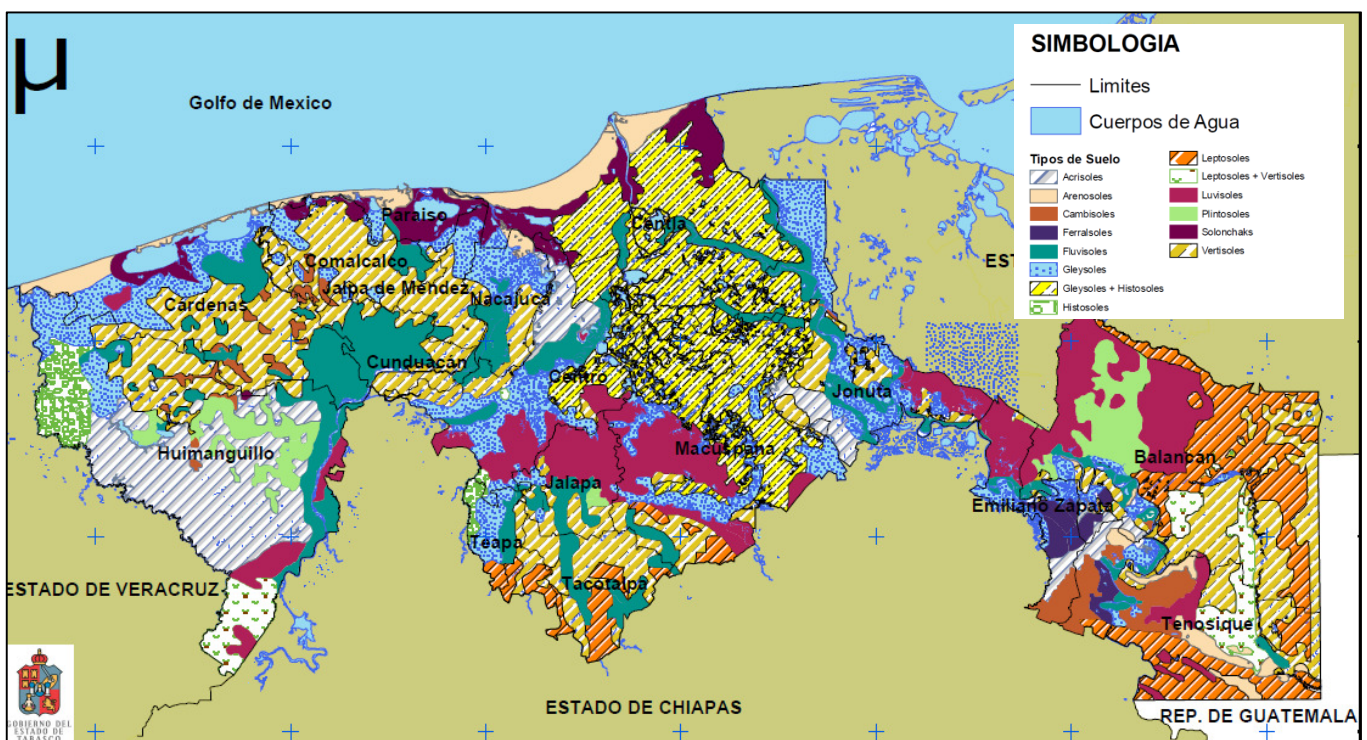 µ
Golfo de Mexico
SIMBOLOGIA
Limites
Cuerpos de Agua
Tipos de Suelo
Acrisoles
Arenosoles
Cambisoles
Ferralsoles
Fluvisoles
Gleysoles
Gleysoles + Histosoles
Histosoles
Leptosoles
Leptosoles + Vertisoles
Luvisoles
Plintosoles
Solonchaks
Vertisoles
Paraiso
Centla
Comalcalco
Jalpa de Méndez
Nacajuca
Cárdenas
Cunduacán
Centro
Jonuta
Huimanguillo
Macuspana
Balancán
Jalapa
Emiliano Zapata
Teapa
Tacotalpa
Tenosique
EST
ESTADO DE VERACRUZ
ESTADO DE CHIAPAS
REP. DE GUATEMALA
GOBIERNO DEL
ESTADO DE
TABASCO